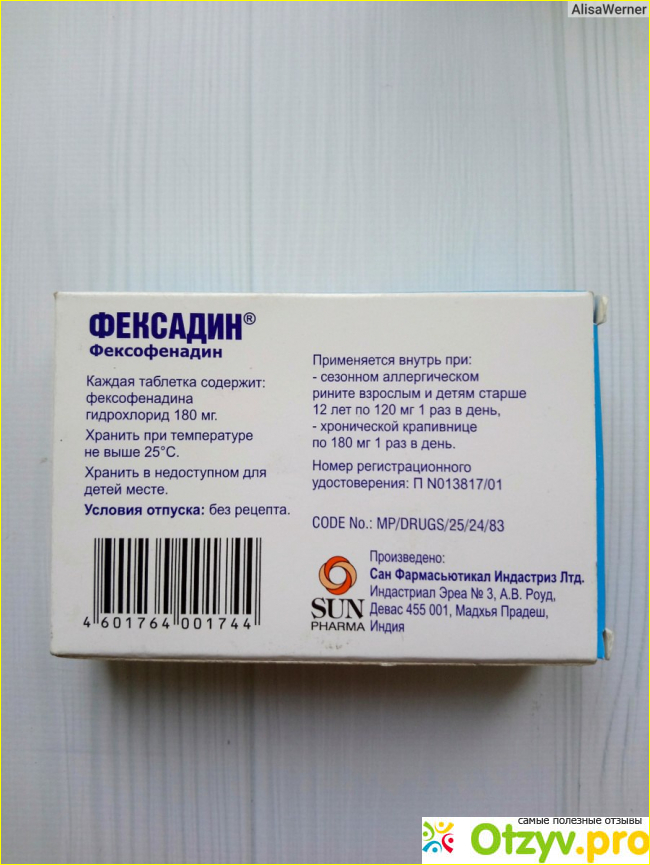 AlisaWerner
ФЕКСАДИН®
Фексофенадин
Каждая таблетка содержит:
фексофенадина
гидрохлорид 180 мг.
Хранить при температуре
не выше 25°C.
Хранить в недоступном для
детей месте.
Условия отпуска: без рецепта.
4 601764 001744
Применяется внутрь при:
- сезонном аллергическом
рините взрослым и детям старше
12 лет по 120 мг 1 раз в день,
- хронической крапивнице
по 180 мг 1 раз в день.
Номер регистрационного
удостоверения: П N013817/01
CODE No.: MP/DRUGS/25/24/83
SUN
PHARMA
Произведено:
Сан Фармасьютикал Индастриз Лтд.
Индастриал Эреа № 3, А.В. Роуд,
Девас 455 001, Мадхья Прадеш,
Индия
самые полезные отзывы
Otzyv.pro